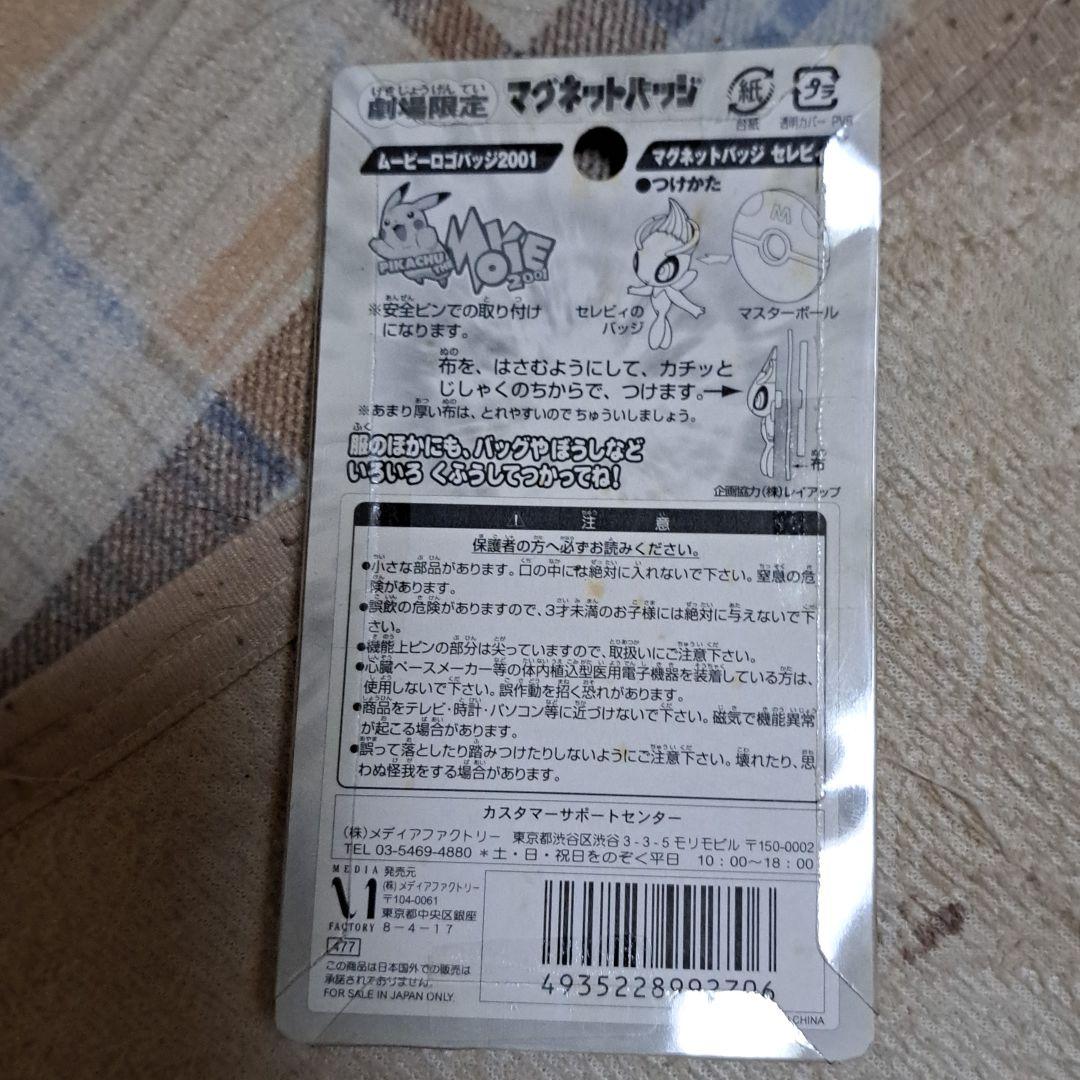 劇場限定 マグネットバッジ
げきじょうげんてい
紙
台紙
プラ
透明カバー PVC
ムービーロゴバッジ2001
マグネットバッジ セレビィ
●つけかた
PIKACHU THE MOVIE 2001
M
※安全ピンでの取り付け
になります。
セレビィの
バッジ
マスターボール
布を、はさむようにして、カチッと
じしゃくのちからで、つけます。→
※あまり厚い布は、とれやすいのでちゅういしましょう。
布
服のほかにも、バッグやぼうしなど
いろいろ くふうしてつかってね!
企画協力(株)レイアップ
⚠ 注意
保護者の方へ必ずお読みください。
●小さな部品があります。口の中には絶対に入れないで下さい。窒息の危
険があります。
●誤飲の危険がありますので、3才未満のお子様には絶対に与えないで下
さい。
●機能上ピンの部分は尖っていますので、取扱いにご注意下さい。
●心臓ペースメーカー等の体内植込型医用電子機器を装着している方は、
使用しないで下さい。誤作動を招く恐れがあります。
●商品をテレビ・時計・パソコン等に近づけないで下さい。磁気で機能異常
が起こる場合があります。
●誤って落としたり踏みつけたりしないようにご注意下さい。壊れたり、思
わぬ怪我をする場合があります。
カスタマーサポートセンター
(株)メディアファクトリー 東京都渋谷区渋谷3-3-5モリモビル 〒150-0002
TEL 03-5469-4880 *土・日・祝日をのぞく平日 10:00〜18:00
MEDIA FACTORY
発売元
(株)メディアファクトリー
〒104-0061
東京都中央区銀座
8-4-17
477
この商品は日本国外での販売は
承諾されておりません。
FOR SALE IN JAPAN ONLY.
4935228992706
CHINA